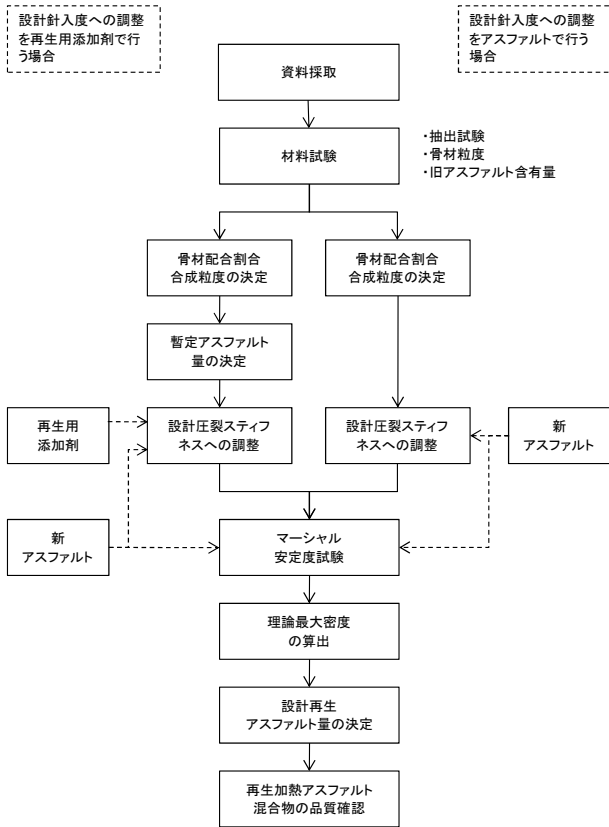 設計針入度への調整
を再生用添加剤で行
う場合
設計針入度への調整
をアスファルトで行う
場合
資料採取
材料試験
・抽出試験
・骨材粒度
・旧アスファルト含有量
骨材配合割合
合成粒度の決定
骨材配合割合
合成粒度の決定
暫定アスファルト
量の決定
再生用
添加剤
設計圧裂スティフ
ネスへの調整
設計圧裂スティフ
ネスへの調整
新
アスファルト
新
アスファルト
マーシャル
安定度試験
理論最大密度
の算出
設計再生
アスファルト量の決定
再生加熱アスファルト
混合物の品質確認